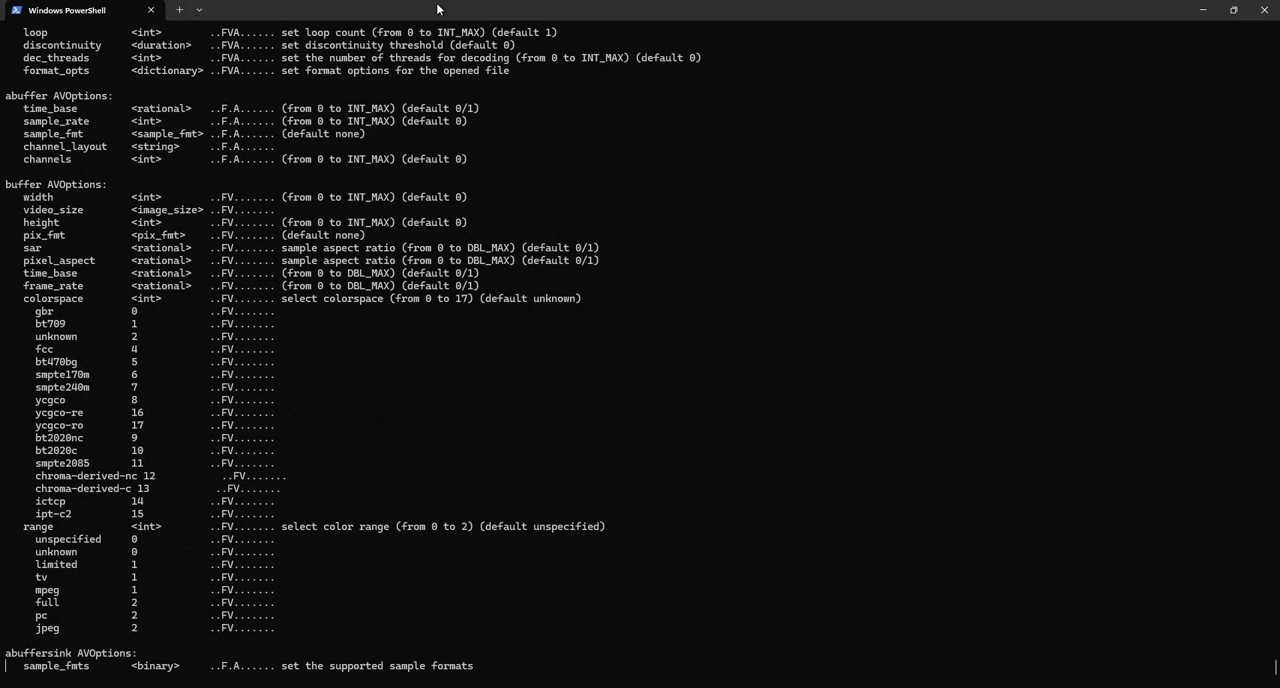 Windows PowerShell
loop <int> ..FVA...... set loop count (from 0 to INT_MAX) (default 1)
discontinuity <duration> ..FVA...... set discontinuity threshold (default 0)
dec_threads <int> ..FVA...... set the number of threads for decoding (from 0 to INT_MAX) (default 0)
format_opts <dictionary> ..FVA...... set format options for the opened file
abuffer AVOptions:
time_base <rational> ..F.A...... (from 0 to INT_MAX) (default 0/1)
sample_rate <int> ..F.A...... (from 0 to INT_MAX) (default 0)
sample_fmt <sample_fmt> ..F.A...... (default none)
channel_layout <string> ..F.A......
channels <int> ..F.A...... (from 0 to INT_MAX) (default 0)
buffer AVOptions:
width <int> ..FV....... (from 0 to INT_MAX) (default 0)
video_size <image_size> ..FV.......
height <int> ..FV....... (from 0 to INT_MAX) (default 0)
pix_fmt <pix_fmt> ..FV....... (default none)
sar <rational> ..FV....... sample aspect ratio (from 0 to DBL_MAX) (default 0/1)
pixel_aspect <rational> ..FV....... sample aspect ratio (from 0 to DBL_MAX) (default 0/1)
time_base <rational> ..FV....... (from 0 to DBL_MAX) (default 0/1)
frame_rate <rational> ..FV....... (from 0 to DBL_MAX) (default 0/1)
colorspace <int> ..FV....... select colorspace (from 0 to 17) (default unknown)
gbr 0 ..FV.......
bt709 1 ..FV.......
unknown 2 ..FV.......
fcc 4 ..FV.......
bt470bg 5 ..FV.......
smpte170m 6 ..FV.......
smpte240m 7 ..FV.......
ycgco 8 ..FV.......
ycgco-re 16 ..FV.......
ycgco-ro 17 ..FV.......
bt2020nc 9 ..FV.......
bt2020c 10 ..FV.......
smpte2085 11 ..FV.......
chroma-derived-nc 12 ..FV.......
chroma-derived-c 13 ..FV.......
ictcp 14 ..FV.......
ipt-c2 15 ..FV.......
range <int> ..FV....... select color range (from 0 to 2) (default unspecified)
unspecified 0 ..FV.......
unknown 0 ..FV.......
limited 1 ..FV.......
tv 1 ..FV.......
mpeg 1 ..FV.......
full 2 ..FV.......
pc 2 ..FV.......
jpeg 2 ..FV.......
abuffersink AVOptions:
sample_fmts <binary> ..F.A...... set the supported sample formats